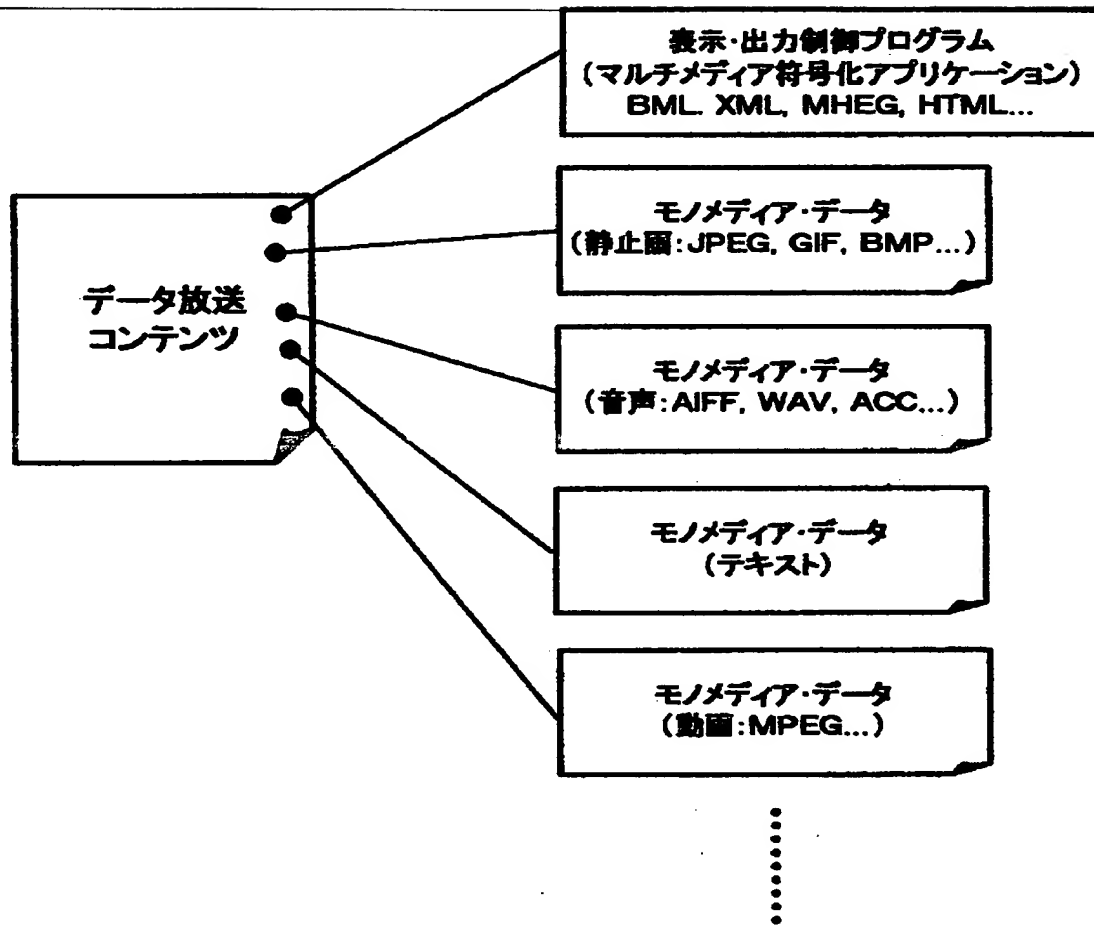 表示・出力制御プログラム
(マルチメディア符号化アプリケーション)
BML. XML, MHEG, HTML...
モノメディア・データ
(静止画:JPEG, GIF, BMP...)
データ放送
コンテンツ
モノメディア・データ
(音声:AIFF, WAV, ACC...)
モノメディア・データ
(テキスト)
モノメディア・データ
(動画:MPEG...)